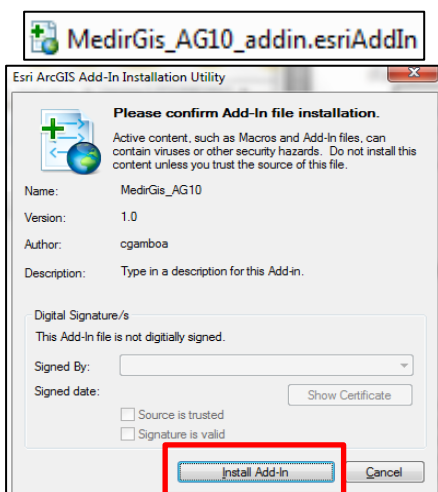 MedirGis_AG10_addin.esriAddIn
Esri ArcGIS Add-In Installation Utility
Please confirm Add-In file installation.
Active content, such as Macros and Add-In files, can
contain viruses or other security hazards. Do not install this
content unless you trust the source of this file.
Name: MedirGis_AG10
Version: 1.0
Author: cgamboa
Description: Type in a description for this Add-in.
Digital Signature/s
This Add-In file is not digitially signed.
Signed By:
Signed date: Show Certificate
Source is trusted
Signature is valid
Install Add-In Cancel